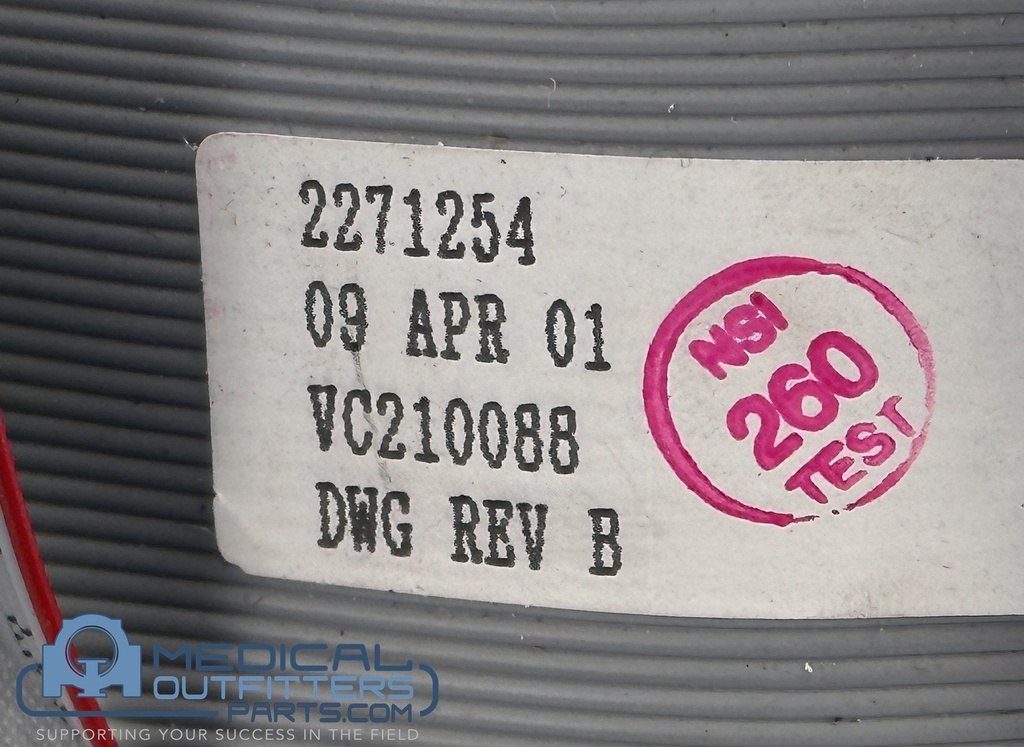 2271254
09 APR 01
VC210088
DWG REV B
NSI
260
TEST
MEDICAL
OUTFITTERS
PARTS.COM
SUPPORTING YOUR SUCCESS IN THE FIELD